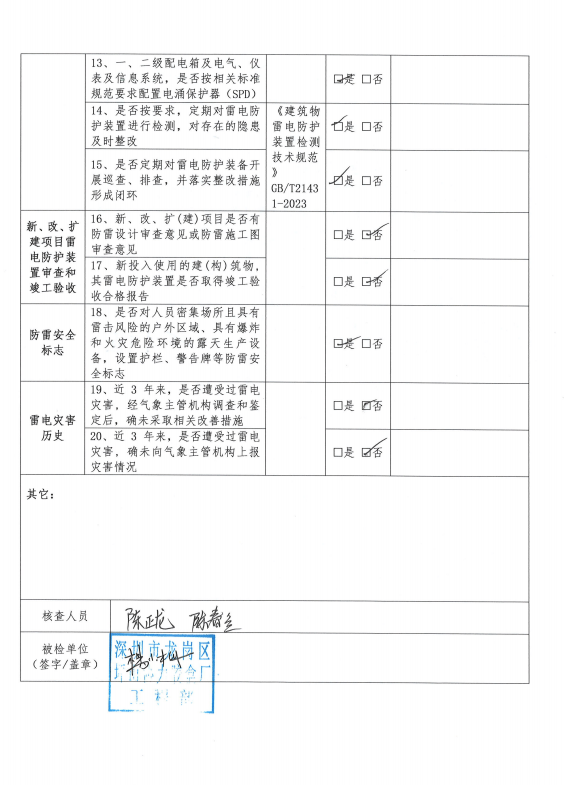 13、一、二级配电箱及电气、仪
表及信息系统，是否按相关标准
规范要求配置电涌保护器（SPD）
☑是 ☐否
14、是否按要求，定期对雷电防
护装置进行检测，对存在的隐患
及时整改
☑是 ☐否
15、是否定期对雷电防护装备开
展巡查、排查，并落实整改措施
形成闭环
☑是 ☐否
《建筑物
雷电防护
装置检测
技术规范
》
GB/T2143
1-2023
新、改、扩
建项目雷
电防护装
置审查和
竣工验收
16、新、改、扩(建)项目是否有
防雷设计审查意见或防雷施工图
审查意见
☐是 ☑否
17、新投入使用的建(构)筑物，
其雷电防护装置是否取得竣工验
收合格报告
☐是 ☑否
防雷安全
标志
18、是否对人员密集场所且具有
雷击风险的户外区域、具有爆炸
和火灾危险环境的露天生产设
备，设置护栏、警告牌等防雷安
全标志
☑是 ☐否
雷电灾害
历史
19、近 3 年来，是否遭受过雷电
灾害，经气象主管机构调查和鉴
定后，确未采取相关改善措施
☐是 ☑否
20、近 3 年来，是否遭受过雷电
灾害，确未向气象主管机构上报
灾害情况
☐是 ☑否
其它：
核查人员
陈正龙 陈春兰
被检单位
（签字/盖章）
深圳市龙岗区